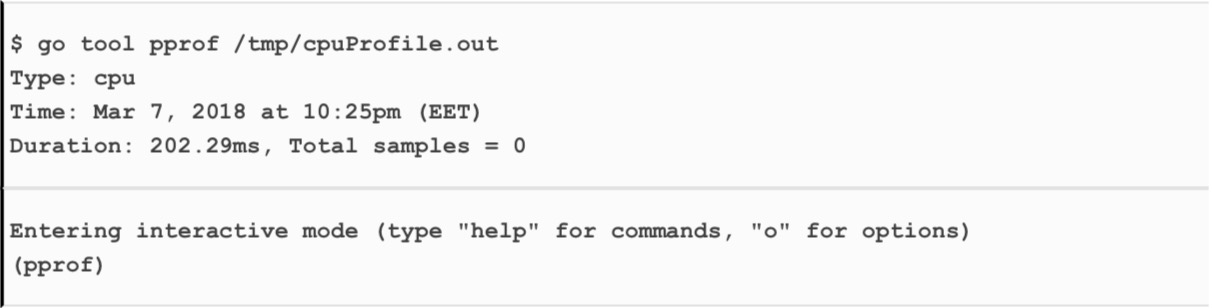 $ go tool pprof /tmp/cpuProfile.out
Type: cpu
Time: Mar 7, 2018 at 10:25pm (EET)
Duration: 202.29ms, Total samples = 0
Entering interactive mode (type "help" for commands, "o" for options)
(pprof)